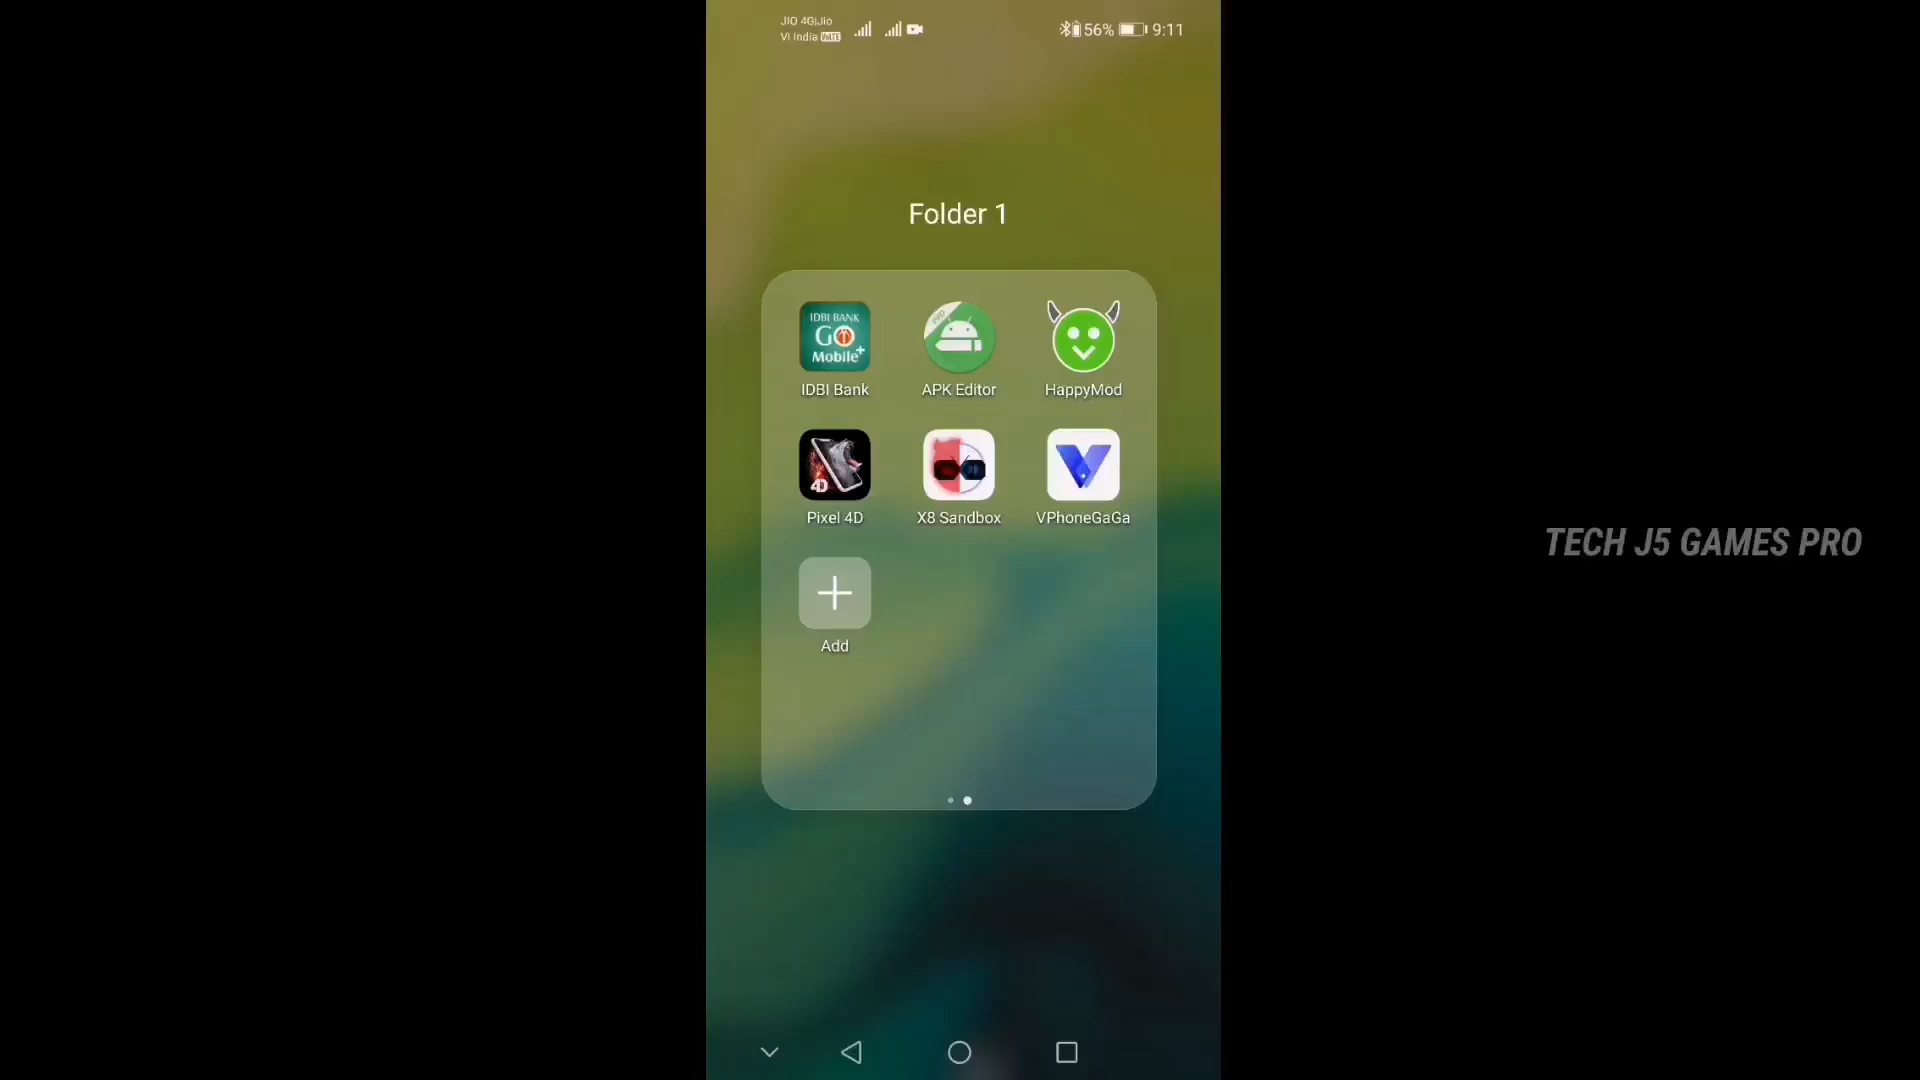 JIO 4G|Jio
Vi India VoLTE
56% 9:11
Folder 1
IDBI BANK
GO
Mobile+
IDBI Bank
PRO
APK Editor
HappyMod
4D
Pixel 4D
X8 Sandbox
VPhoneGaGa
Add
TECH J5 GAMES PRO